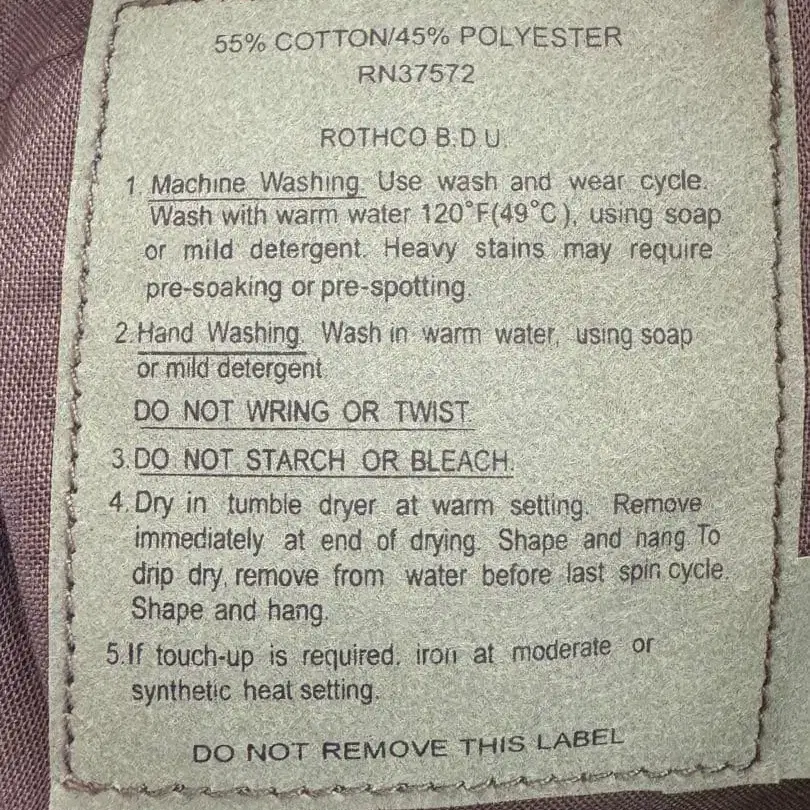 55% COTTON/45% POLYESTER
RN37572
ROTHCO B.D.U.
1. Machine Washing. Use wash and wear cycle.
Wash with warm water 120°F(49°C), using soap
or mild detergent. Heavy stains may require
pre-soaking or pre-spotting.
2.Hand Washing. Wash in warm water, using soap
or mild detergent
DO NOT WRING OR TWIST.
3.DO NOT STARCH OR BLEACH.
4.Dry in tumble dryer at warm setting. Remove
immediately at end of drying. Shape and hang.To
drip dry, remove from water before last spin cycle.
Shape and hang.
5.If touch-up is required, iron at moderate or
synthetic heat setting.
DO NOT REMOVE THIS LABEL